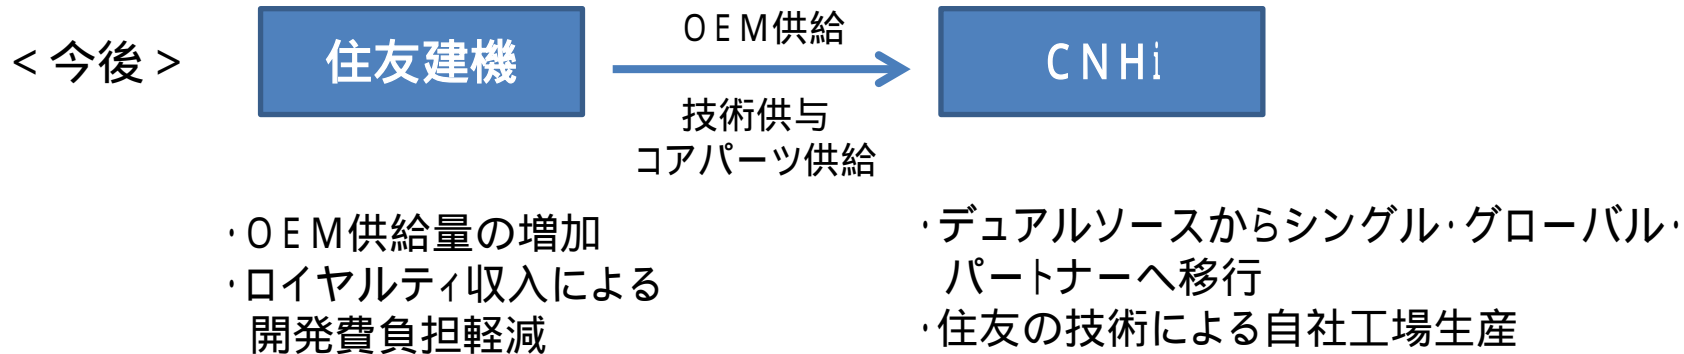 ＜今後＞
住友建機
ＯＥＭ供給
ＣＮＨｉ
技術供与
コアパーツ供給
・ＯＥＭ供給量の増加
・ロイヤルティ収入による
開発費負担軽減
・デュアルソースからシングル・グローバル・
パートナーへ移行
・住友の技術による自社工場生産